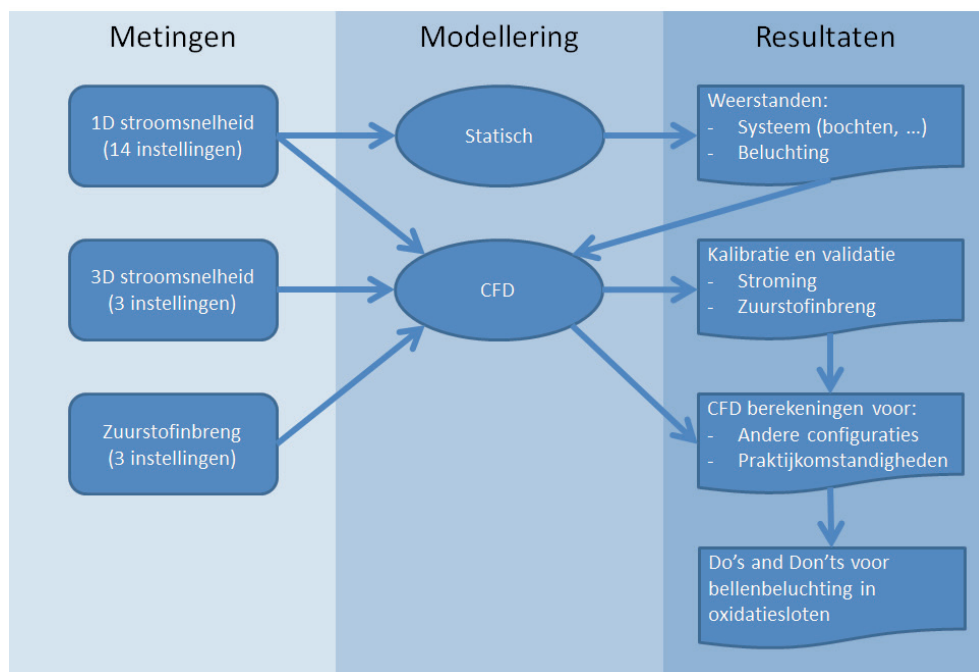 Metingen
Modellering
Resultaten
1D stroomsnelheid
(14 instellingen)
Statisch
Weerstanden:
- Systeem (bochten, ...)
- Beluchting
3D stroomsnelheid
(3 instellingen)
CFD
Kalibratie en validatie
- Stroming
- Zuurstofinbreng
Zuurstofinbreng
(3 instellingen)
CFD berekeningen voor:
- Andere configuraties
- Praktijkomstandigheden
Do's and Don'ts voor
bellenbeluchting in
oxidatiesloten